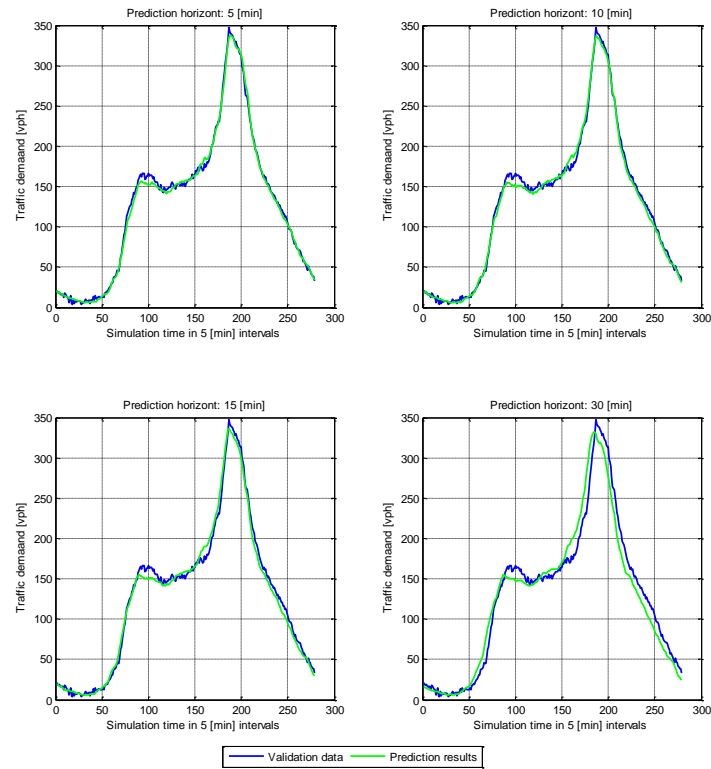 Prediction horizont: 5 [min]
350
300
250
200
150
100
50
0
Traffic demaand [vph]
0 50 100 150 200 250 300
Simulation time in 5 [min] intervals
Prediction horizont: 10 [min]
350
300
250
200
150
100
50
0
Traffic demaand [vph]
0 50 100 150 200 250 300
Simulation time in 5 [min] intervals
Prediction horizont: 15 [min]
350
300
250
200
150
100
50
0
Traffic demaand [vph]
0 50 100 150 200 250 300
Simulation time in 5 [min] intervals
Prediction horizont: 30 [min]
350
300
250
200
150
100
50
0
Traffic demaand [vph]
0 50 100 150 200 250 300
Simulation time in 5 [min] intervals
Validation data Prediction results